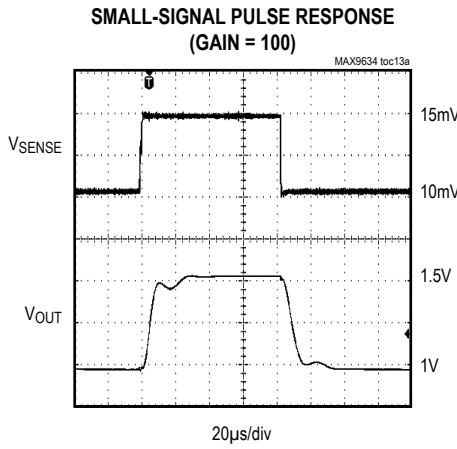 SMALL-SIGNAL PULSE RESPONSE
(GAIN = 100)
MAX9634 toc13a
T
15mV
VSENSE
10mV
1.5V
VOUT
1V
20µs/div